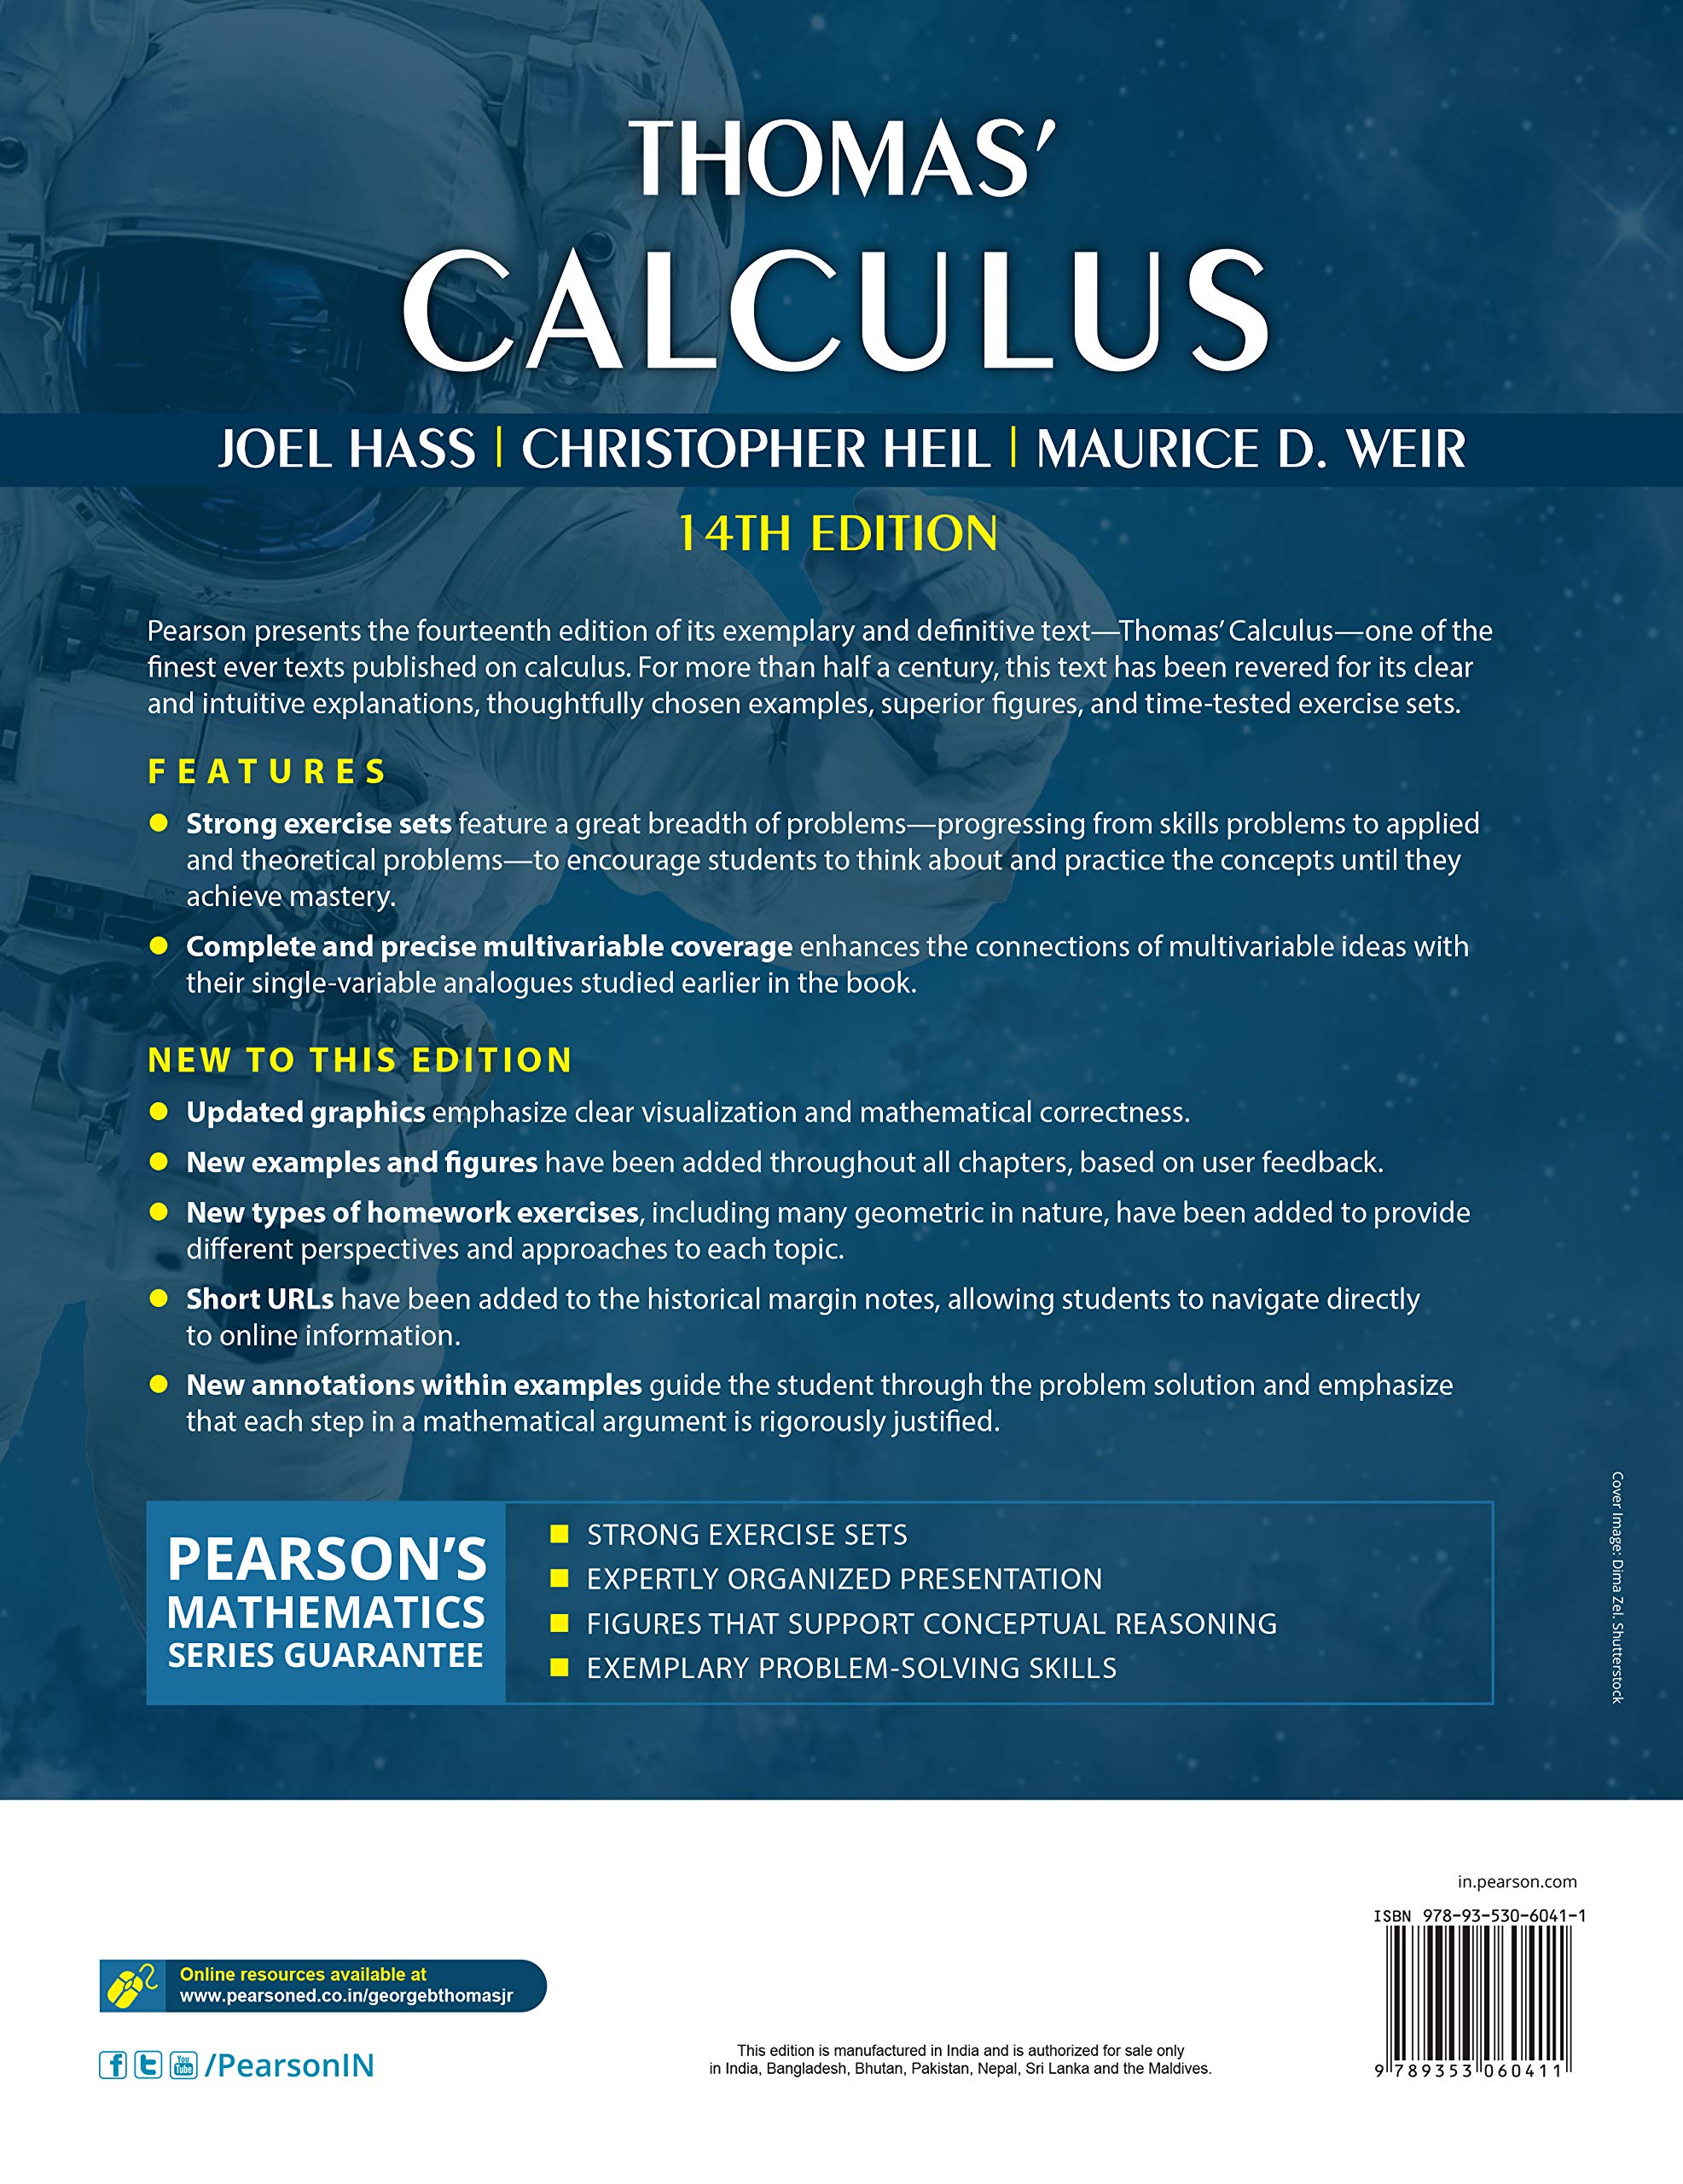 THOMAS’
CALCULUS
JOEL HASS | CHRISTOPHER HEIL | MAURICE D. WEIR
14TH EDITION
Pearson presents the fourteenth edition of its exemplary and definitive text—Thomas’ Calculus—one of the
finest ever texts published on calculus. For more than half a century, this text has been revered for its clear
and intuitive explanations, thoughtfully chosen examples, superior figures, and time-tested exercise sets.
FEATURES
● Strong exercise sets feature a great breadth of problems—progressing from skills problems to applied
and theoretical problems—to encourage students to think about and practice the concepts until they
achieve mastery.
● Complete and precise multivariable coverage enhances the connections of multivariable ideas with
their single-variable analogues studied earlier in the book.
NEW TO THIS EDITION
● Updated graphics emphasize clear visualization and mathematical correctness.
● New examples and figures have been added throughout all chapters, based on user feedback.
● New types of homework exercises, including many geometric in nature, have been added to provide
different perspectives and approaches to each topic.
● Short URLs have been added to the historical margin notes, allowing students to navigate directly
to online information.
● New annotations within examples guide the student through the problem solution and emphasize
that each step in a mathematical argument is rigorously justified.
PEARSON’S
MATHEMATICS
SERIES GUARANTEE
■ STRONG EXERCISE SETS
■ EXPERTLY ORGANIZED PRESENTATION
■ FIGURES THAT SUPPORT CONCEPTUAL REASONING
■ EXEMPLARY PROBLEM-SOLVING SKILLS
Cover Image: Dima Zel. Shutterstock
in.pearson.com
ISBN 978-93-530-6041-1
9 789353 060411
Online resources available at
www.pearsoned.co.in/georgebthomasjr
You
Tube
/PearsonIN
This edition is manufactured in India and is authorized for sale only
in India, Bangladesh, Bhutan, Pakistan, Nepal, Sri Lanka and the Maldives.